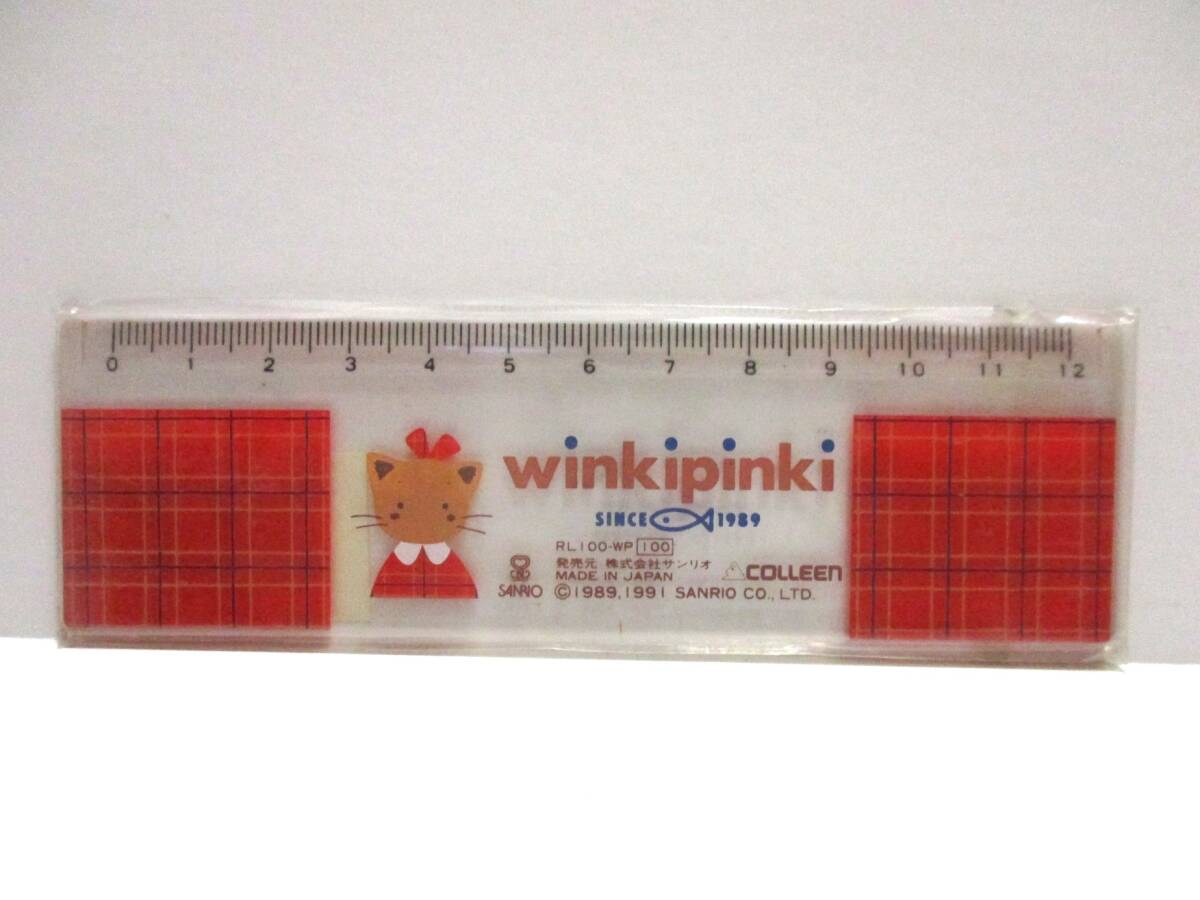 0 1 2 3 4 5 6 7 8 9 10 11 12
winkipinki
SINCE 1989
RL100-WP 100
発売元 株式会社サンリオ
MADE IN JAPAN
COLLEEN
SANRIO
©1989,1991 SANRIO CO., LTD.